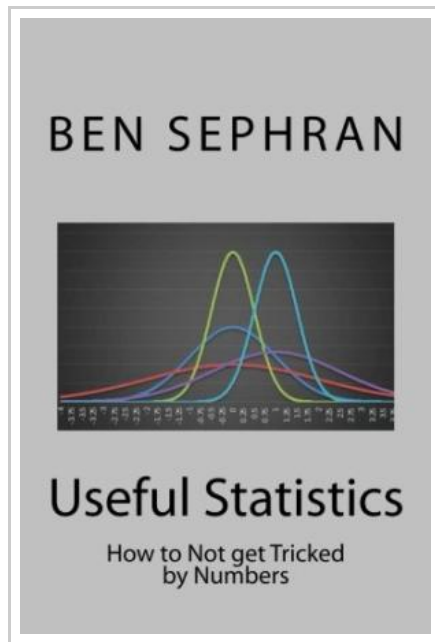 BEN SEPHRAN
Useful Statistics
How to Not get Tricked
by Numbers